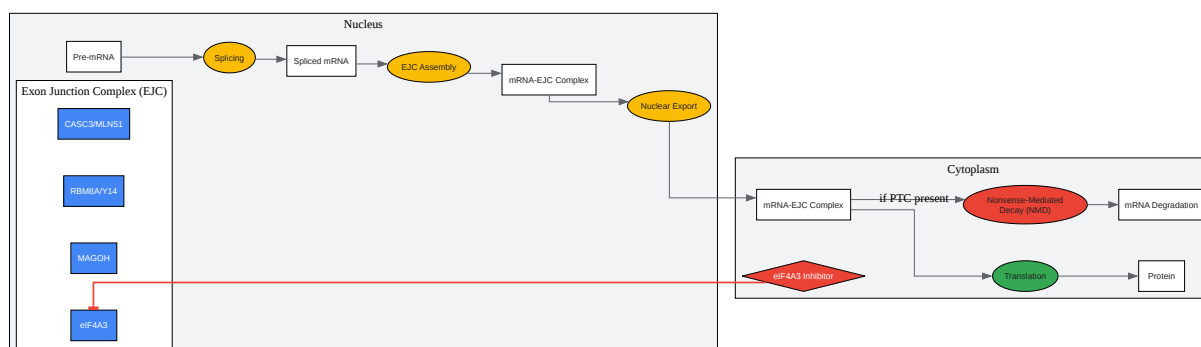 Nucleus
Pre-mRNA
Splicing
Spliced mRNA
EJC Assembly
mRNA-EJC Complex
Nuclear Export
Exon Junction Complex (EJC)
CASC3/MLN51
RBM8A/Y14
MAGOH
eIF4A3
Cytoplasm
mRNA-EJC Complex
if PTC present
Nonsense-Mediated
Decay (NMD)
mRNA Degradation
eIF4A3 Inhibitor
Translation
Protein